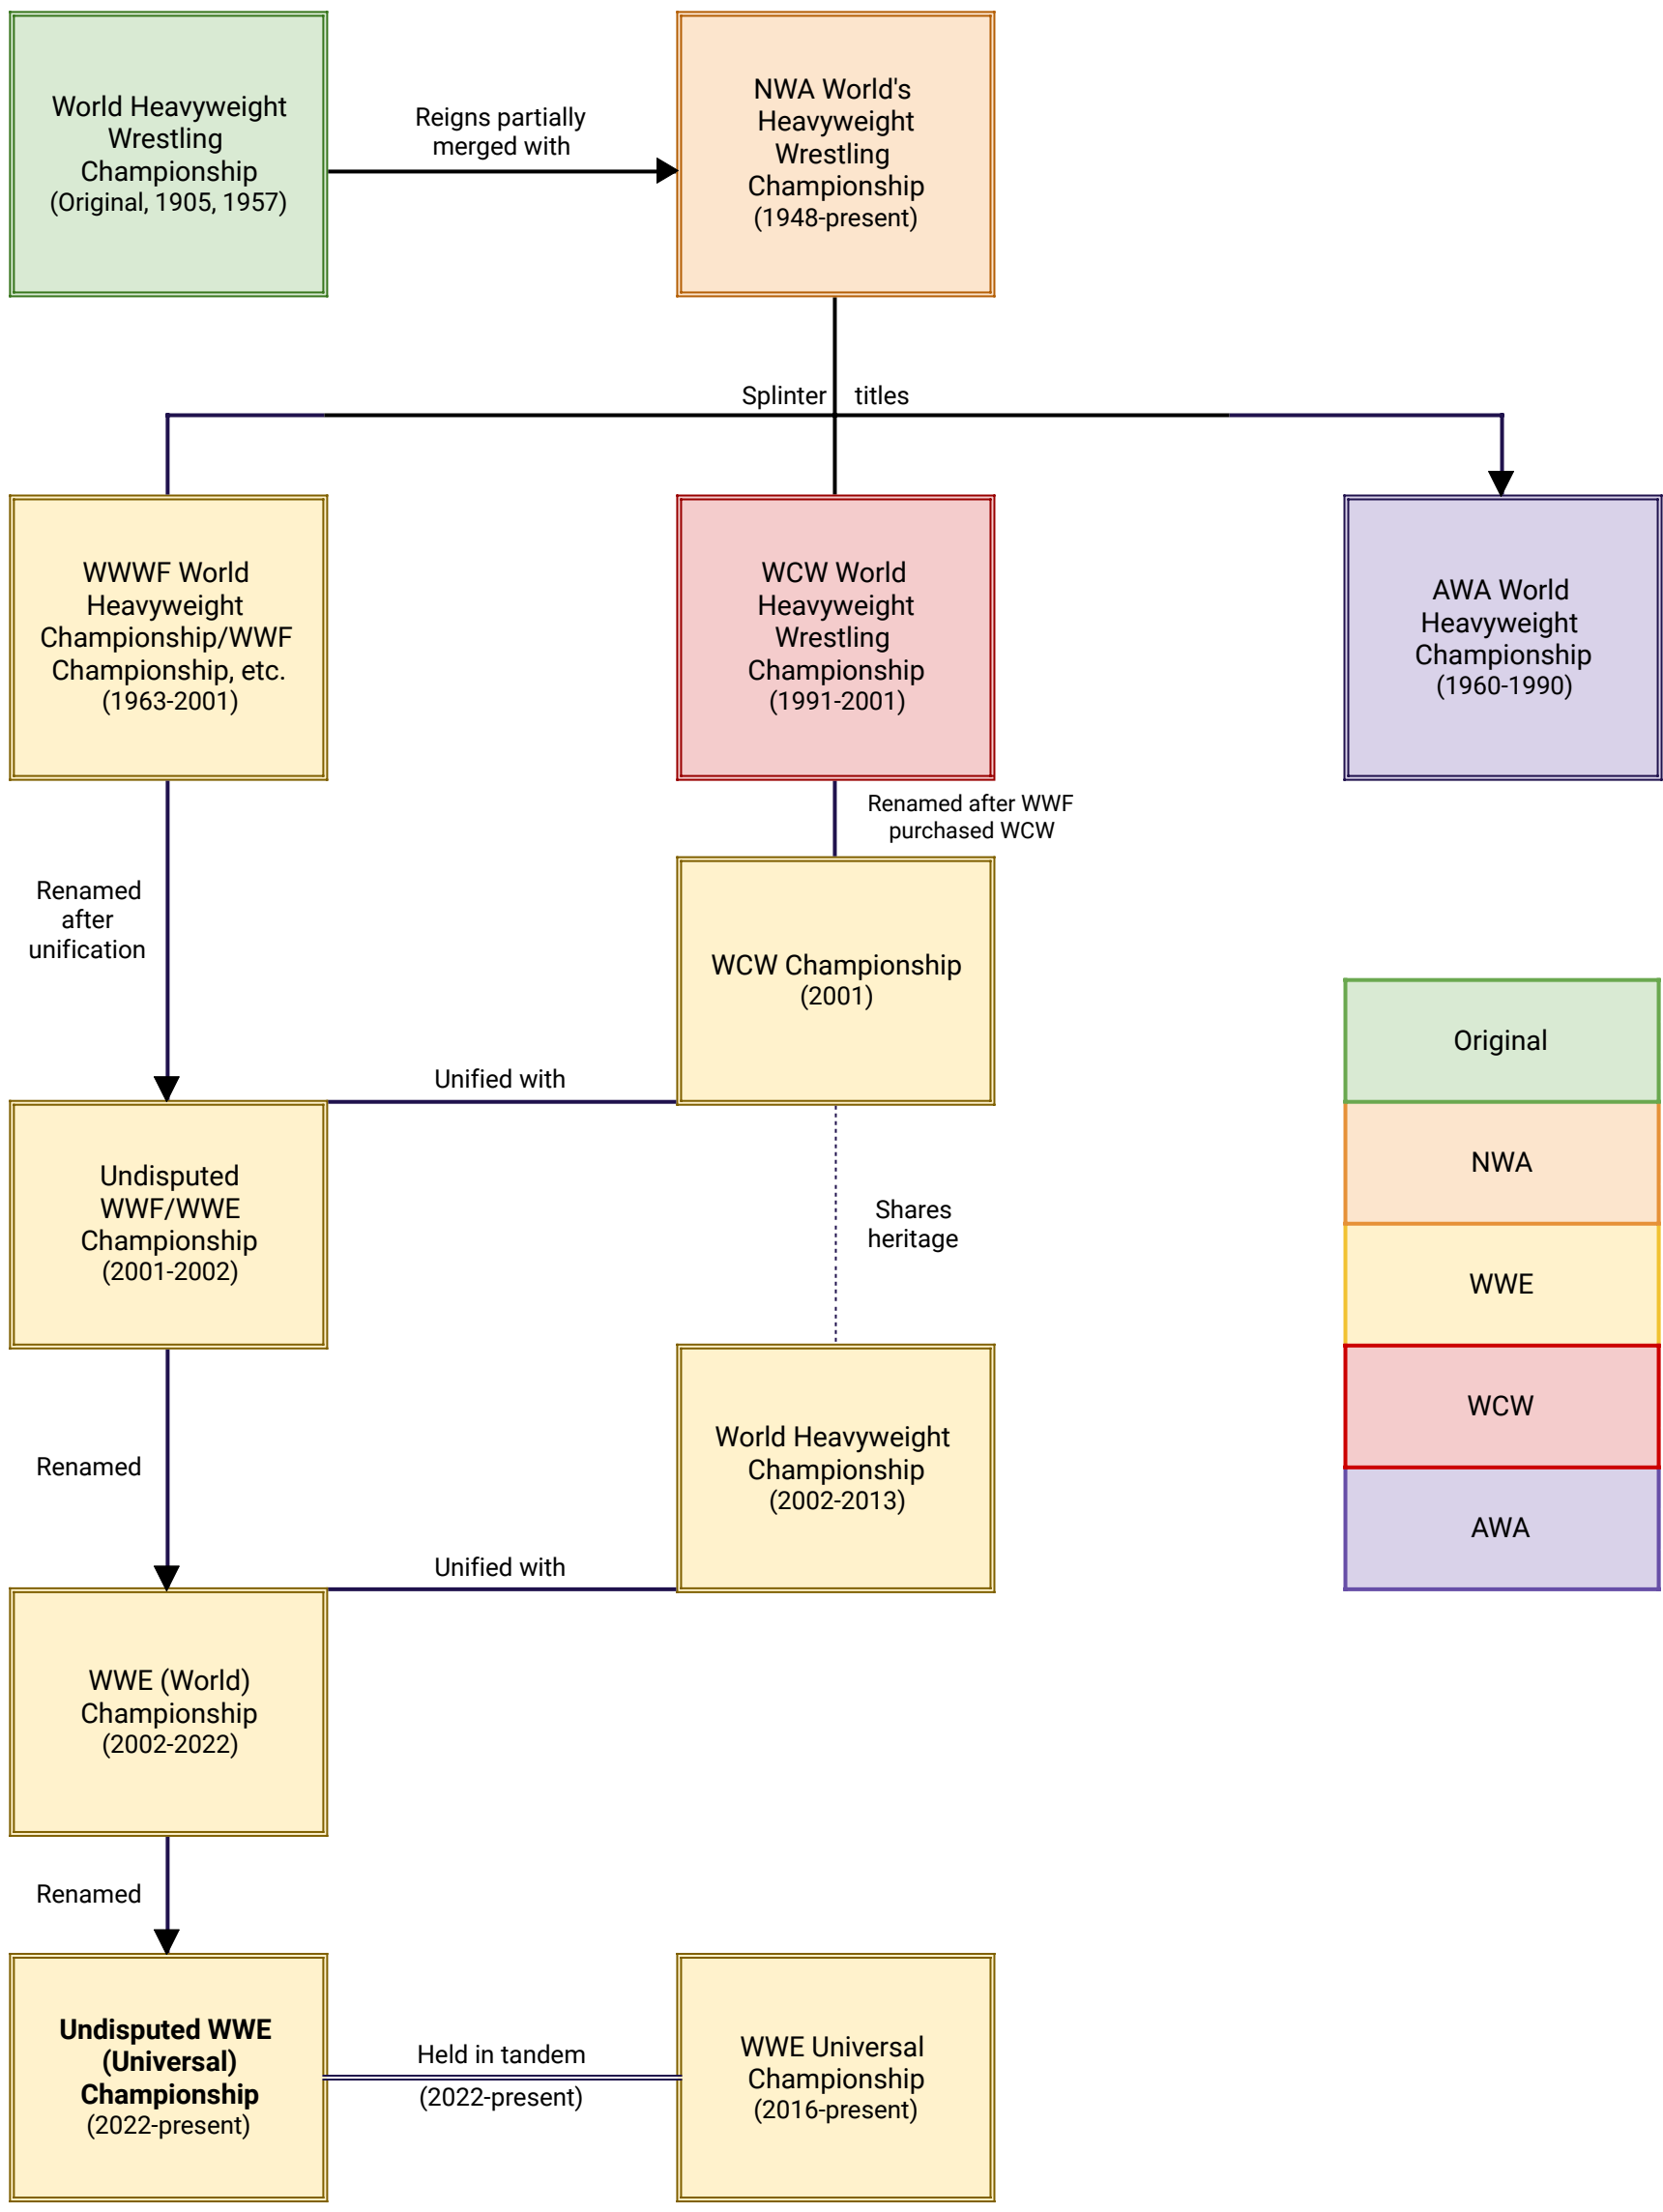 World Heavyweight
Wrestling
Championship
(Original, 1905, 1957)
Reigns partially
merged with
NWA World's
Heavyweight
Wrestling
Championship
(1948-present)
Splinter titles
WWWF World
Heavyweight
Championship/WWF
Championship, etc.
(1963-2001)
WCW World
Heavyweight
Wrestling
Championship
(1991-2001)
AWA World
Heavyweight
Championship
(1960-1990)
Renamed after WWF
purchased WCW
Renamed
after
unification
WCW Championship
(2001)
Unified with
Undisputed
WWF/WWE
Championship
(2001-2002)
Shares
heritage
Renamed
World Heavyweight
Championship
(2002-2013)
Unified with
WWE (World)
Championship
(2002-2022)
Renamed
Undisputed WWE
(Universal)
Championship
(2022-present)
Held in tandem
(2022-present)
WWE Universal
Championship
(2016-present)
Original
NWA
WWE
WCW
AWA